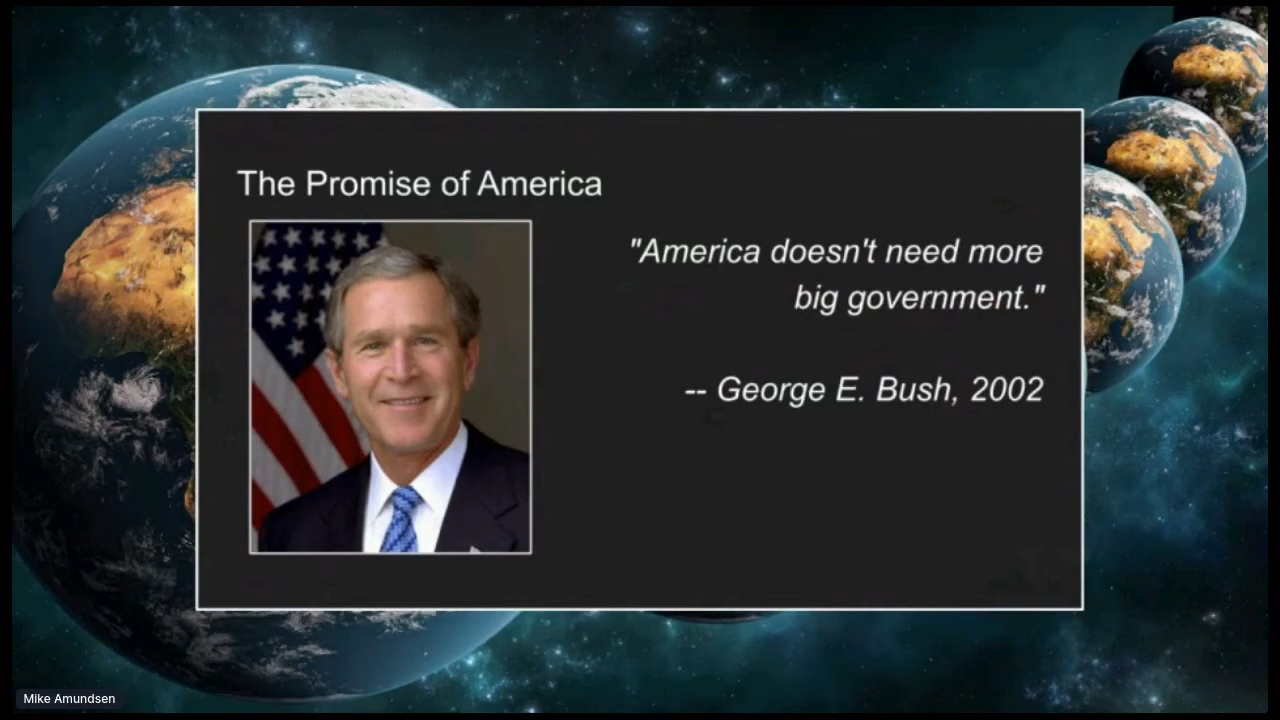 The Promise of America
"America doesn't need more
big government."
-- George E. Bush, 2002
Mike Amundsen